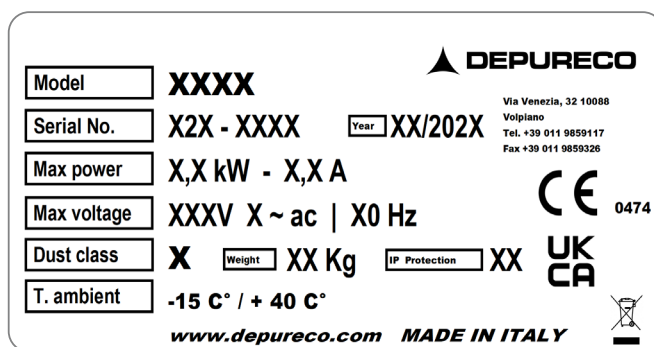 DEPURECO
Via Venezia, 32 10088
Volpiano
Tel. +39 011 9859117
Fax +39 011 9859326
Model XXXX
Serial No. X2X - XXXX Year XX/202X
Max power X,X kW - X,X A
Max voltage XXXV X ~ ac | X0 Hz
Dust class X Weight XX Kg IP Protection XX
T. ambient -15 C° / + 40 C°
CE 0474
UK
CA
www.depureco.com MADE IN ITALY